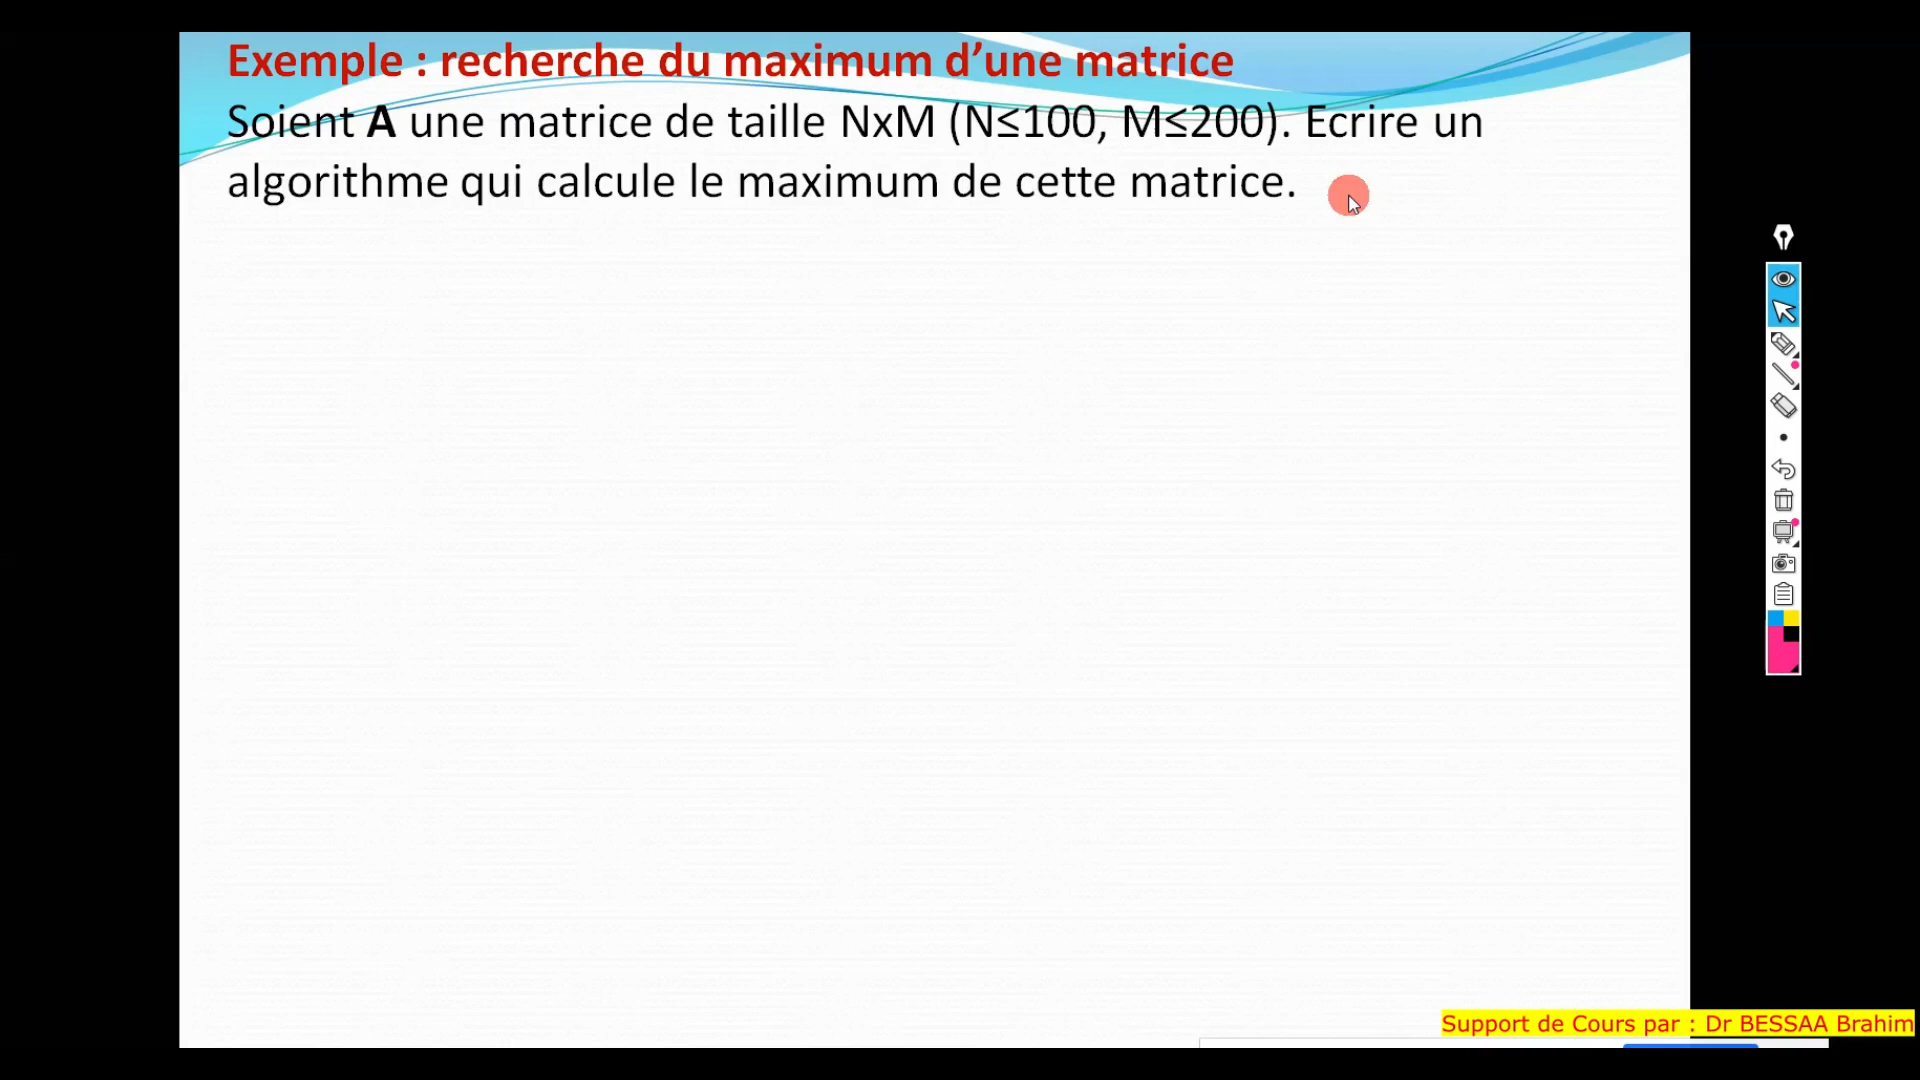 Exemple : recherche du maximum d’une matrice
Soient A une matrice de taille NxM (N≤100, M≤200). Ecrire un
algorithme qui calcule le maximum de cette matrice.
Support de Cours par : Dr BESSAA Brahim